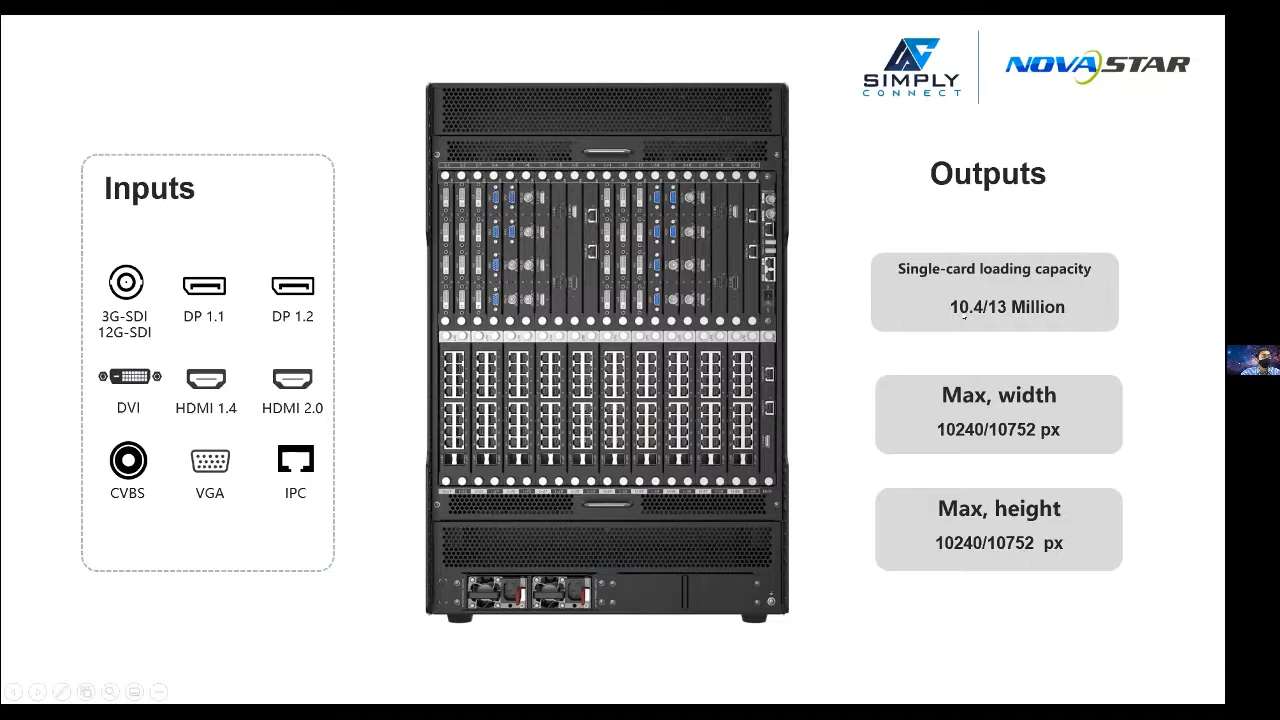 SIMPLY
CONNECT
NOVASTAR
Inputs
3G-SDI
12G-SDI
DP 1.1
DP 1.2
DVI
HDMI 1.4
HDMI 2.0
CVBS
VGA
IPC
Outputs
Single-card loading capacity
10.4/13 Million
Max, width
10240/10752 px
Max, height
10240/10752 px